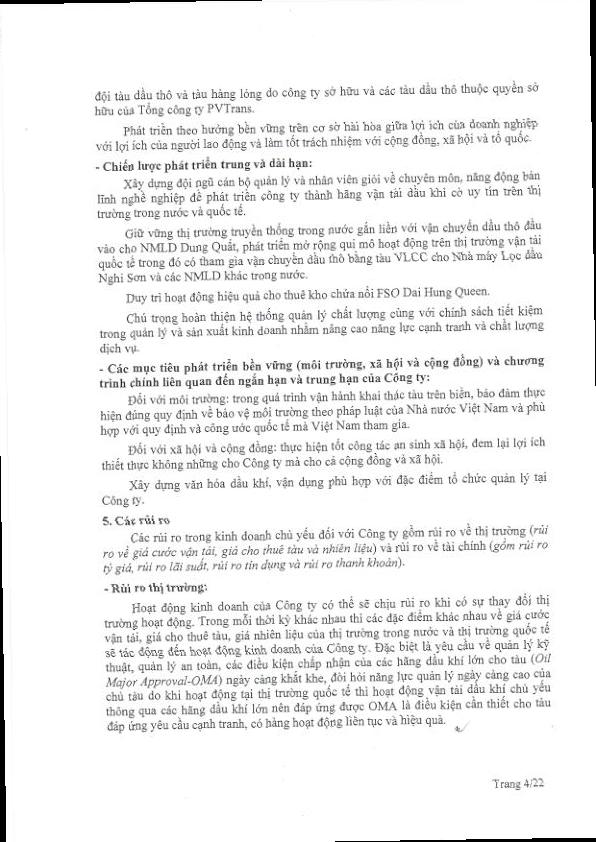 đội tàu dầu thô và tàu hàng lỏng do công ty sở hữu và các tàu dầu thô thuộc quyền sở
hữu của Tổng công ty PVTrans.
Phát triển theo hướng bền vững trên cơ sở hài hòa giữa lợi ích của doanh nghiệp
với lợi ích của người lao động và làm tốt trách nhiệm với cộng đồng, xã hội và tổ quốc.
- Chiến lược phát triển trung và dài hạn:
Xây dựng đội ngũ cán bộ quản lý và nhân viên giỏi về chuyên môn, năng động bản
lĩnh nghề nghiệp để phát triển công ty thành hãng vận tải dầu khí có uy tín trên thị
trường trong nước và quốc tế.
Giữ vững thị trường truyền thống trong nước gắn liền với vận chuyển dầu thô đầu
vào cho NMLD Dung Quất, phát triển mở rộng qui mô hoạt động trên thị trường vận tải
quốc tế trong đó có tham gia vận chuyển dầu thô bằng tàu VLCC cho Nhà máy Lọc dầu
Nghi Sơn và các NMLD khác trong nước.
Duy trì hoạt động hiệu quả cho thuê kho chứa nổi FSO Dai Hung Queen.
Chú trọng hoàn thiện hệ thống quản lý chất lượng cùng với chính sách tiết kiệm
trong quản lý và sản xuất kinh doanh nhằm nâng cao năng lực cạnh tranh và chất lượng
dịch vụ.
- Các mục tiêu phát triển bền vững (môi trường, xã hội và cộng đồng) và chương
trình chính liên quan đến ngắn hạn và trung hạn của Công ty:
Đối với môi trường: trong quá trình vận hành khai thác tàu trên biển, bảo đảm thực
hiện đúng quy định về bảo vệ môi trường theo pháp luật của Nhà nước Việt Nam và phù
hợp với quy định và công ước quốc tế mà Việt Nam tham gia.
Đối với xã hội và cộng đồng: thực hiện tốt công tác an sinh xã hội, đem lại lợi ích
thiết thực không những cho Công ty mà cho cả cộng đồng và xã hội.
Xây dựng văn hóa dầu khí, vận dụng phù hợp với đặc điểm tổ chức quản lý tại
Công ty.
5. Các rủi ro
Các rủi ro trong kinh doanh chủ yếu đối với Công ty gồm rủi ro về thị trường (rủi
ro về giá cước vận tải, giá cho thuê tàu và nhiên liệu) và rủi ro về tài chính (gồm rủi ro
tỷ giá, rủi ro lãi suất, rủi ro tín dụng và rủi ro thanh khoản).
- Rủi ro thị trường:
Hoạt động kinh doanh của Công ty có thể sẽ chịu rủi ro khi có sự thay đổi thị
trường hoạt động. Trong mỗi thời kỳ khác nhau thì các đặc điểm khác nhau về giá cước
vận tải, giá cho thuê tàu, giá nhiên liệu của thị trường trong nước và thị trường quốc tế
sẽ tác động đến hoạt động kinh doanh của Công ty. Đặc biệt là yêu cầu về quản lý kỹ
thuật, quản lý an toàn, các điều kiện chấp nhận của các hãng dầu khí lớn cho tàu (Oil
Major Approval-OMA) ngày càng khắt khe, đòi hỏi năng lực quản lý ngày càng cao của
chủ tàu do khi hoạt động tại thị trường quốc tế thì hoạt động vận tải dầu khí chủ yếu
thông qua các hãng dầu khí lớn nên đáp ứng được OMA là điều kiện cần thiết cho tàu
đáp ứng yêu cầu cạnh tranh, có hàng hoạt động liên tục và hiệu quả.
Trang 4/22